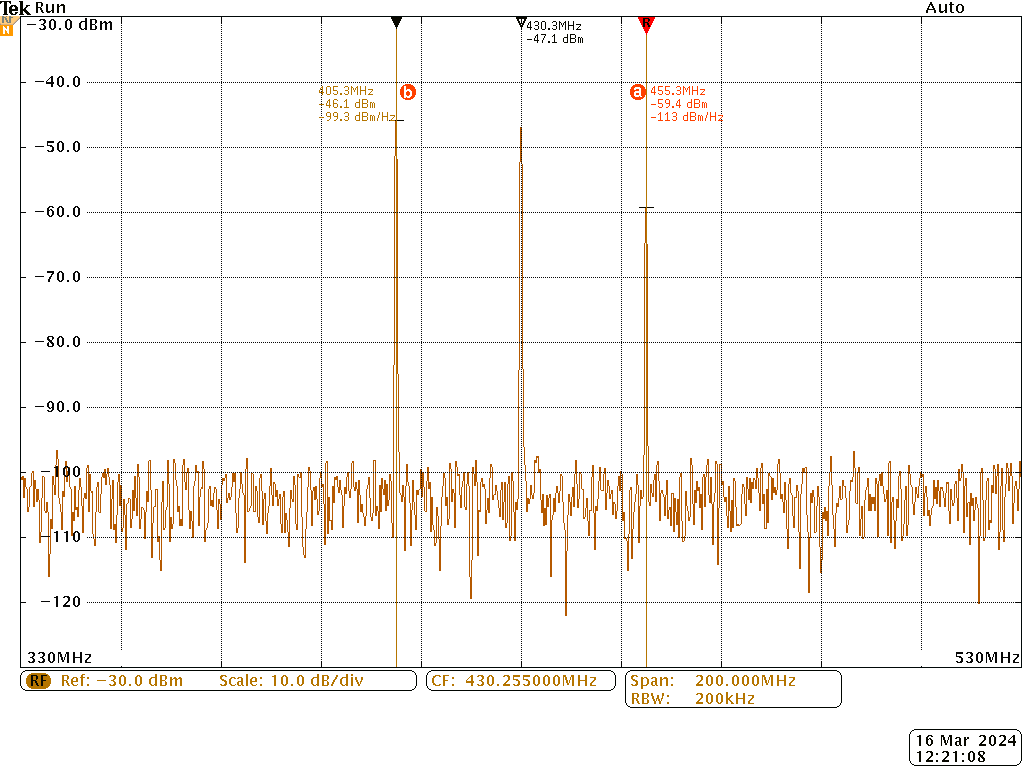 Tek Run Auto
RF
N
−30.0 dBm
430.3MHz
−47.1 dBm
R
−40.0
405.3MHz
−46.1 dBm
−99.3 dBm/Hz
b
a
455.3MHz
−59.4 dBm
−113 dBm/Hz
−50.0
−60.0
−70.0
−80.0
−90.0
−100
−110
−120
330MHz 530MHz
RF Ref: −30.0 dBm Scale: 10.0 dB/div CF: 430.255000MHz Span: 200.000MHz
RBW: 200kHz
16 Mar 2024
12:21:08